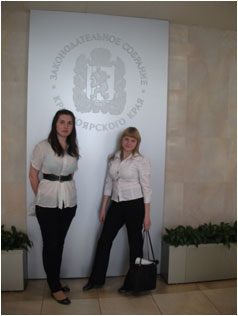 ЗАКОНОДАТЕЛЬНОЕ СОБРАНИЕ
КРАСНОЯРСКОГО КРАЯ